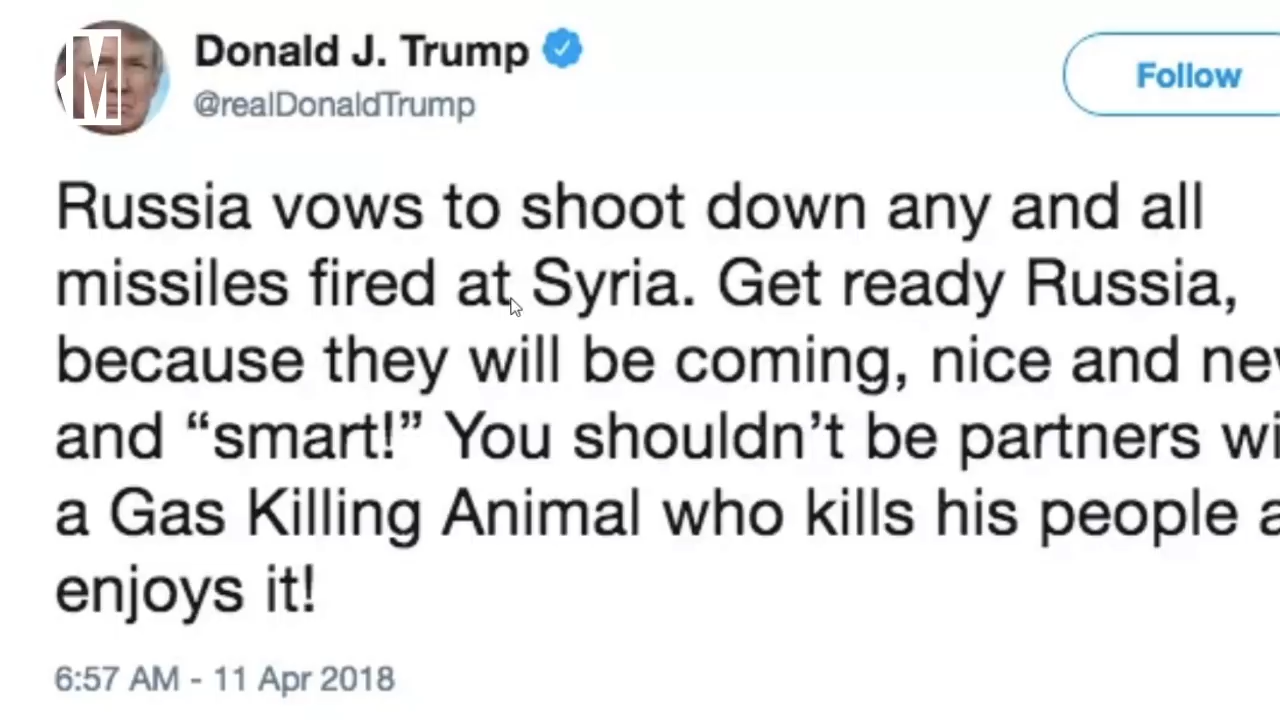 M
Donald J. Trump
@realDonaldTrump
Follow
Russia vows to shoot down any and all
missiles fired at Syria. Get ready Russia,
because they will be coming, nice and ne
and “smart!” You shouldn’t be partners wi
a Gas Killing Animal who kills his people a
enjoys it!
6:57 AM - 11 Apr 2018